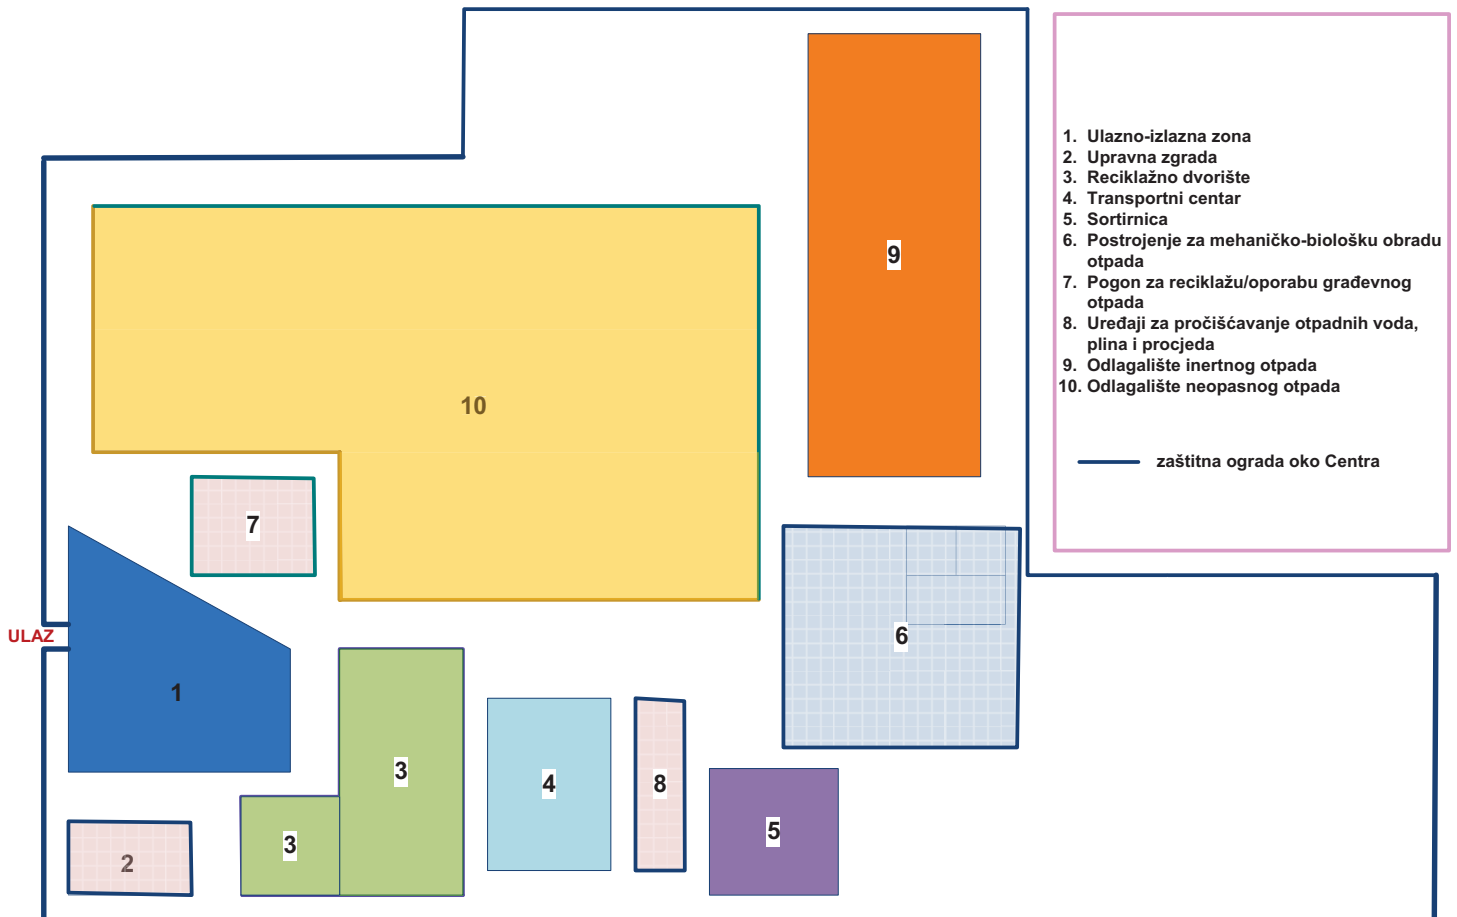 9
10
7
ULAZ
1
6
3
4
8
5
3
2
1. Ulazno-izlazna zona
2. Upravna zgrada
3. Reciklažno dvorište
4. Transportni centar
5. Sortirnica
6. Postrojenje za mehaničko-biološku obradu
otpada
7. Pogon za reciklažu/oporabu građevnog
otpada
8. Uređaji za pročišćavanje otpadnih voda,
plina i procjeda
9. Odlagalište inertnog otpada
10. Odlagalište neopasnog otpada
zaštitna ograda oko Centra